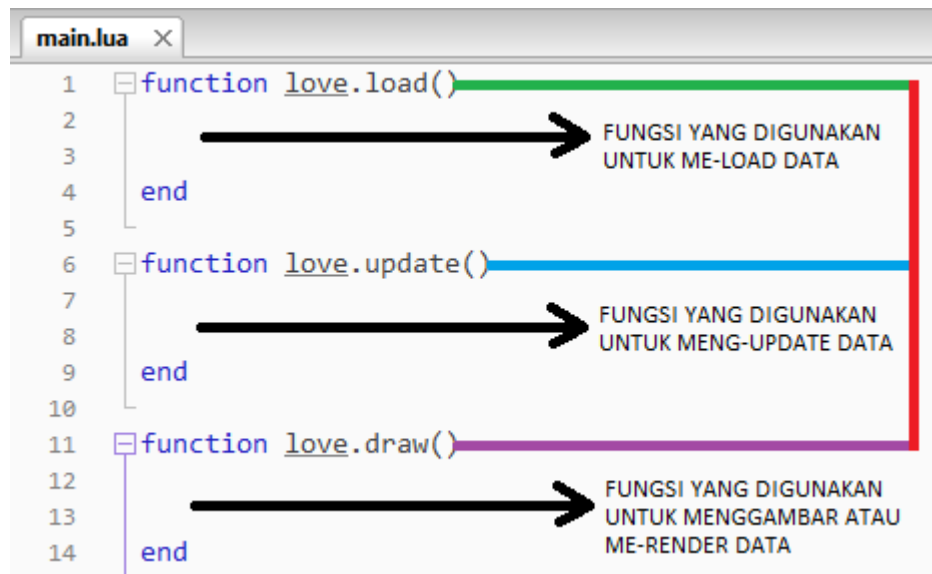 main.lua
1 function love.load()
2
FUNGSI YANG DIGUNAKAN
3
UNTUK ME-LOAD DATA
4 end
5
6 function love.update()
7
FUNGSI YANG DIGUNAKAN
8
UNTUK MENG-UPDATE DATA
9 end
10
11 function love.draw()
12
FUNGSI YANG DIGUNAKAN
13
UNTUK MENGGAMBAR ATAU
ME-RENDER DATA
14 end